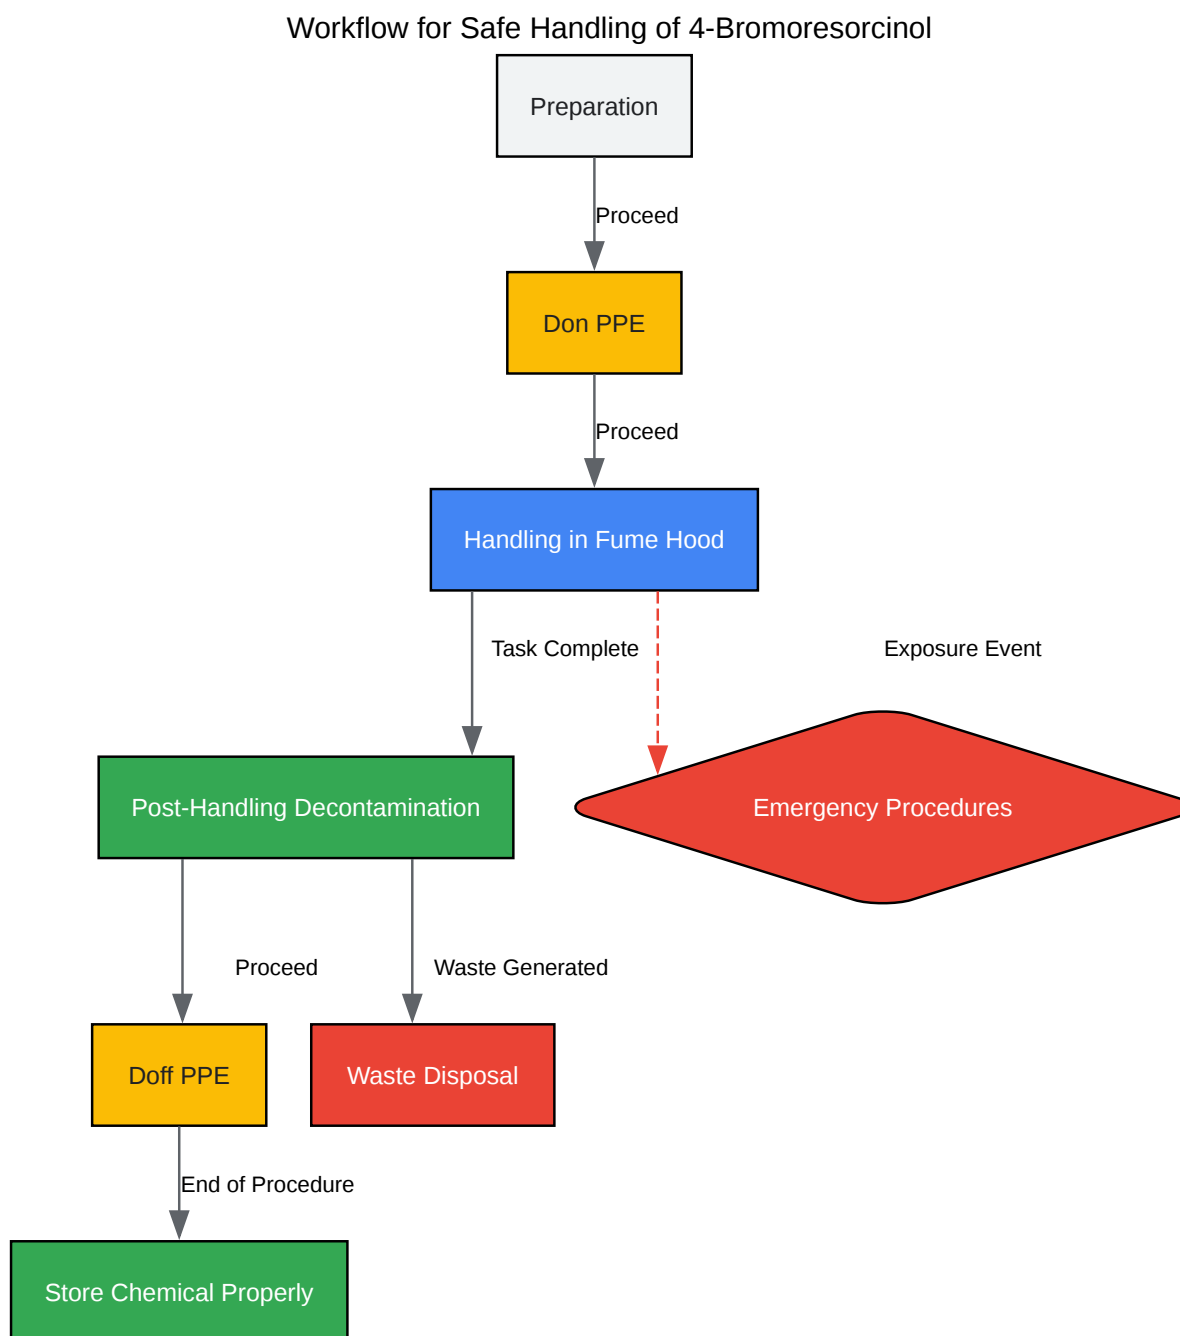 Workflow for Safe Handling of 4-Bromoresorcinol
Preparation
Proceed
Don PPE
Proceed
Handling in Fume Hood
Task Complete
Exposure Event
Post-Handling Decontamination
Emergency Procedures
Proceed
Waste Generated
Doff PPE
Waste Disposal
End of Procedure
Store Chemical Properly